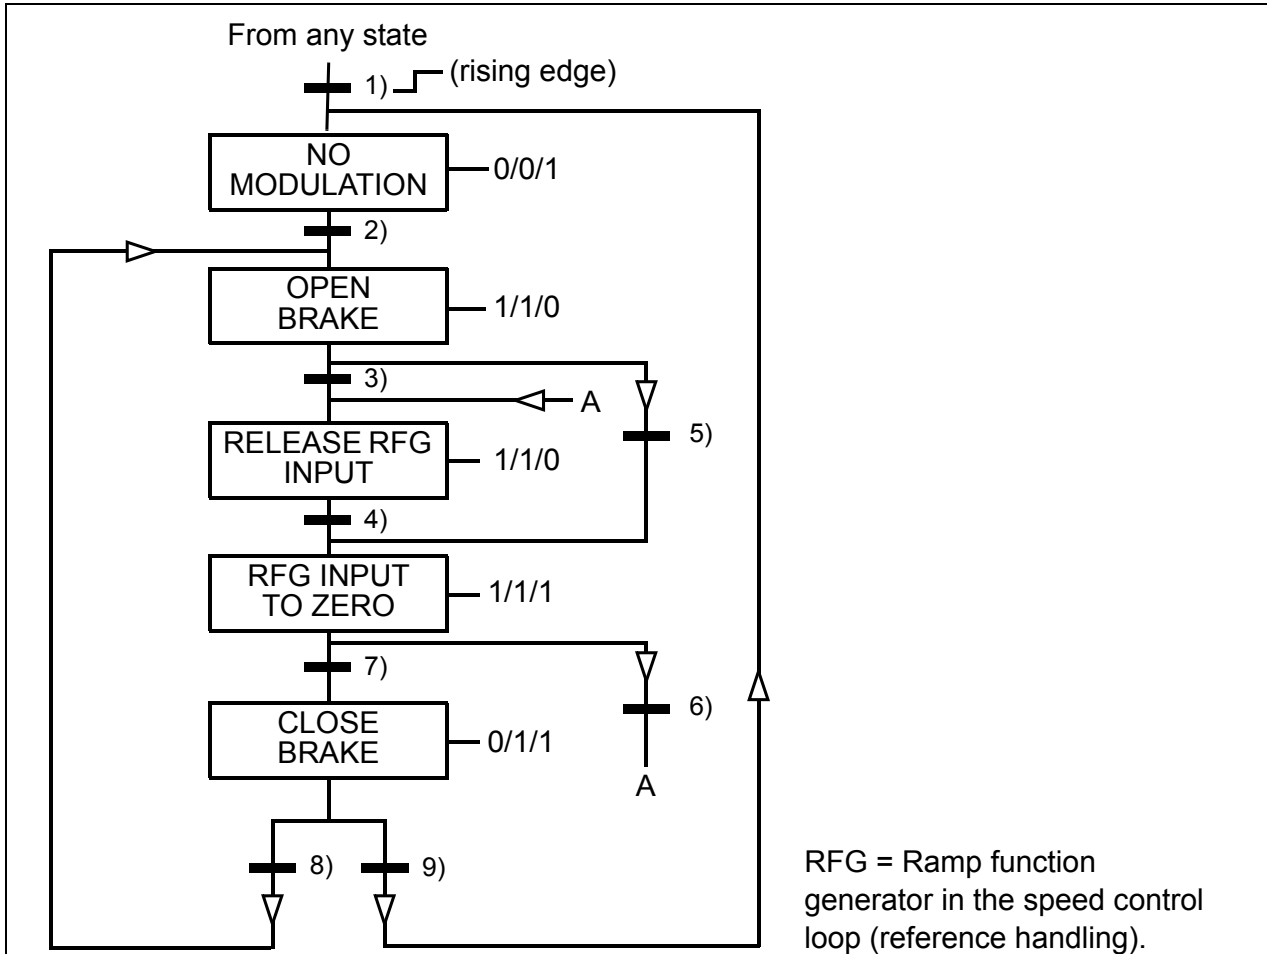 From any state
1)
(rising edge)
NO
MODULATION
0/0/1
2)
OPEN
BRAKE
1/1/0
3)
A
5)
RELEASE RFG
INPUT
1/1/0
4)
RFG INPUT
TO ZERO
1/1/1
7)
6)
CLOSE
BRAKE
0/1/1
A
8)
9)
RFG = Ramp function
generator in the speed control
loop (reference handling).